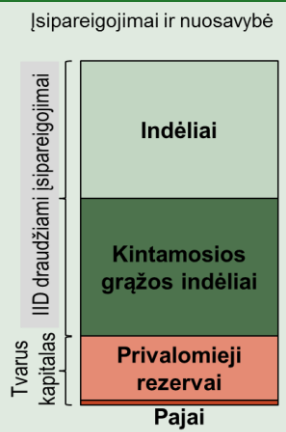 Įsipareigojimai ir nuosavybė
IID draudžiami įsipareigojimai
Indėliai
Kintamosios
grąžos indėliai
Tvarus
kapitalas
Privalomieji
rezervai
Pajai